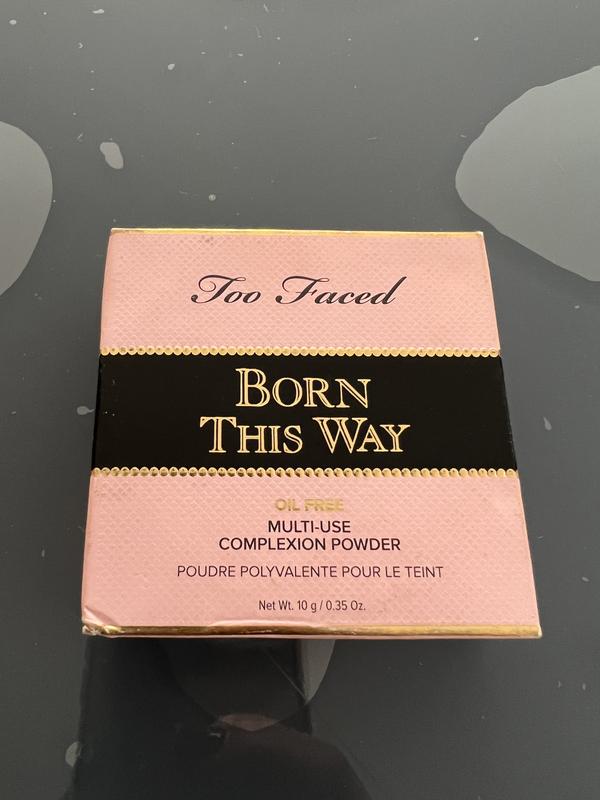 Too Faced
BORN
THIS WAY
OIL FREE
MULTI-USE
COMPLEXION POWDER
POUDRE POLYVALENTE POUR LE TEINT
Net Wt. 10 g / 0.35 Oz.